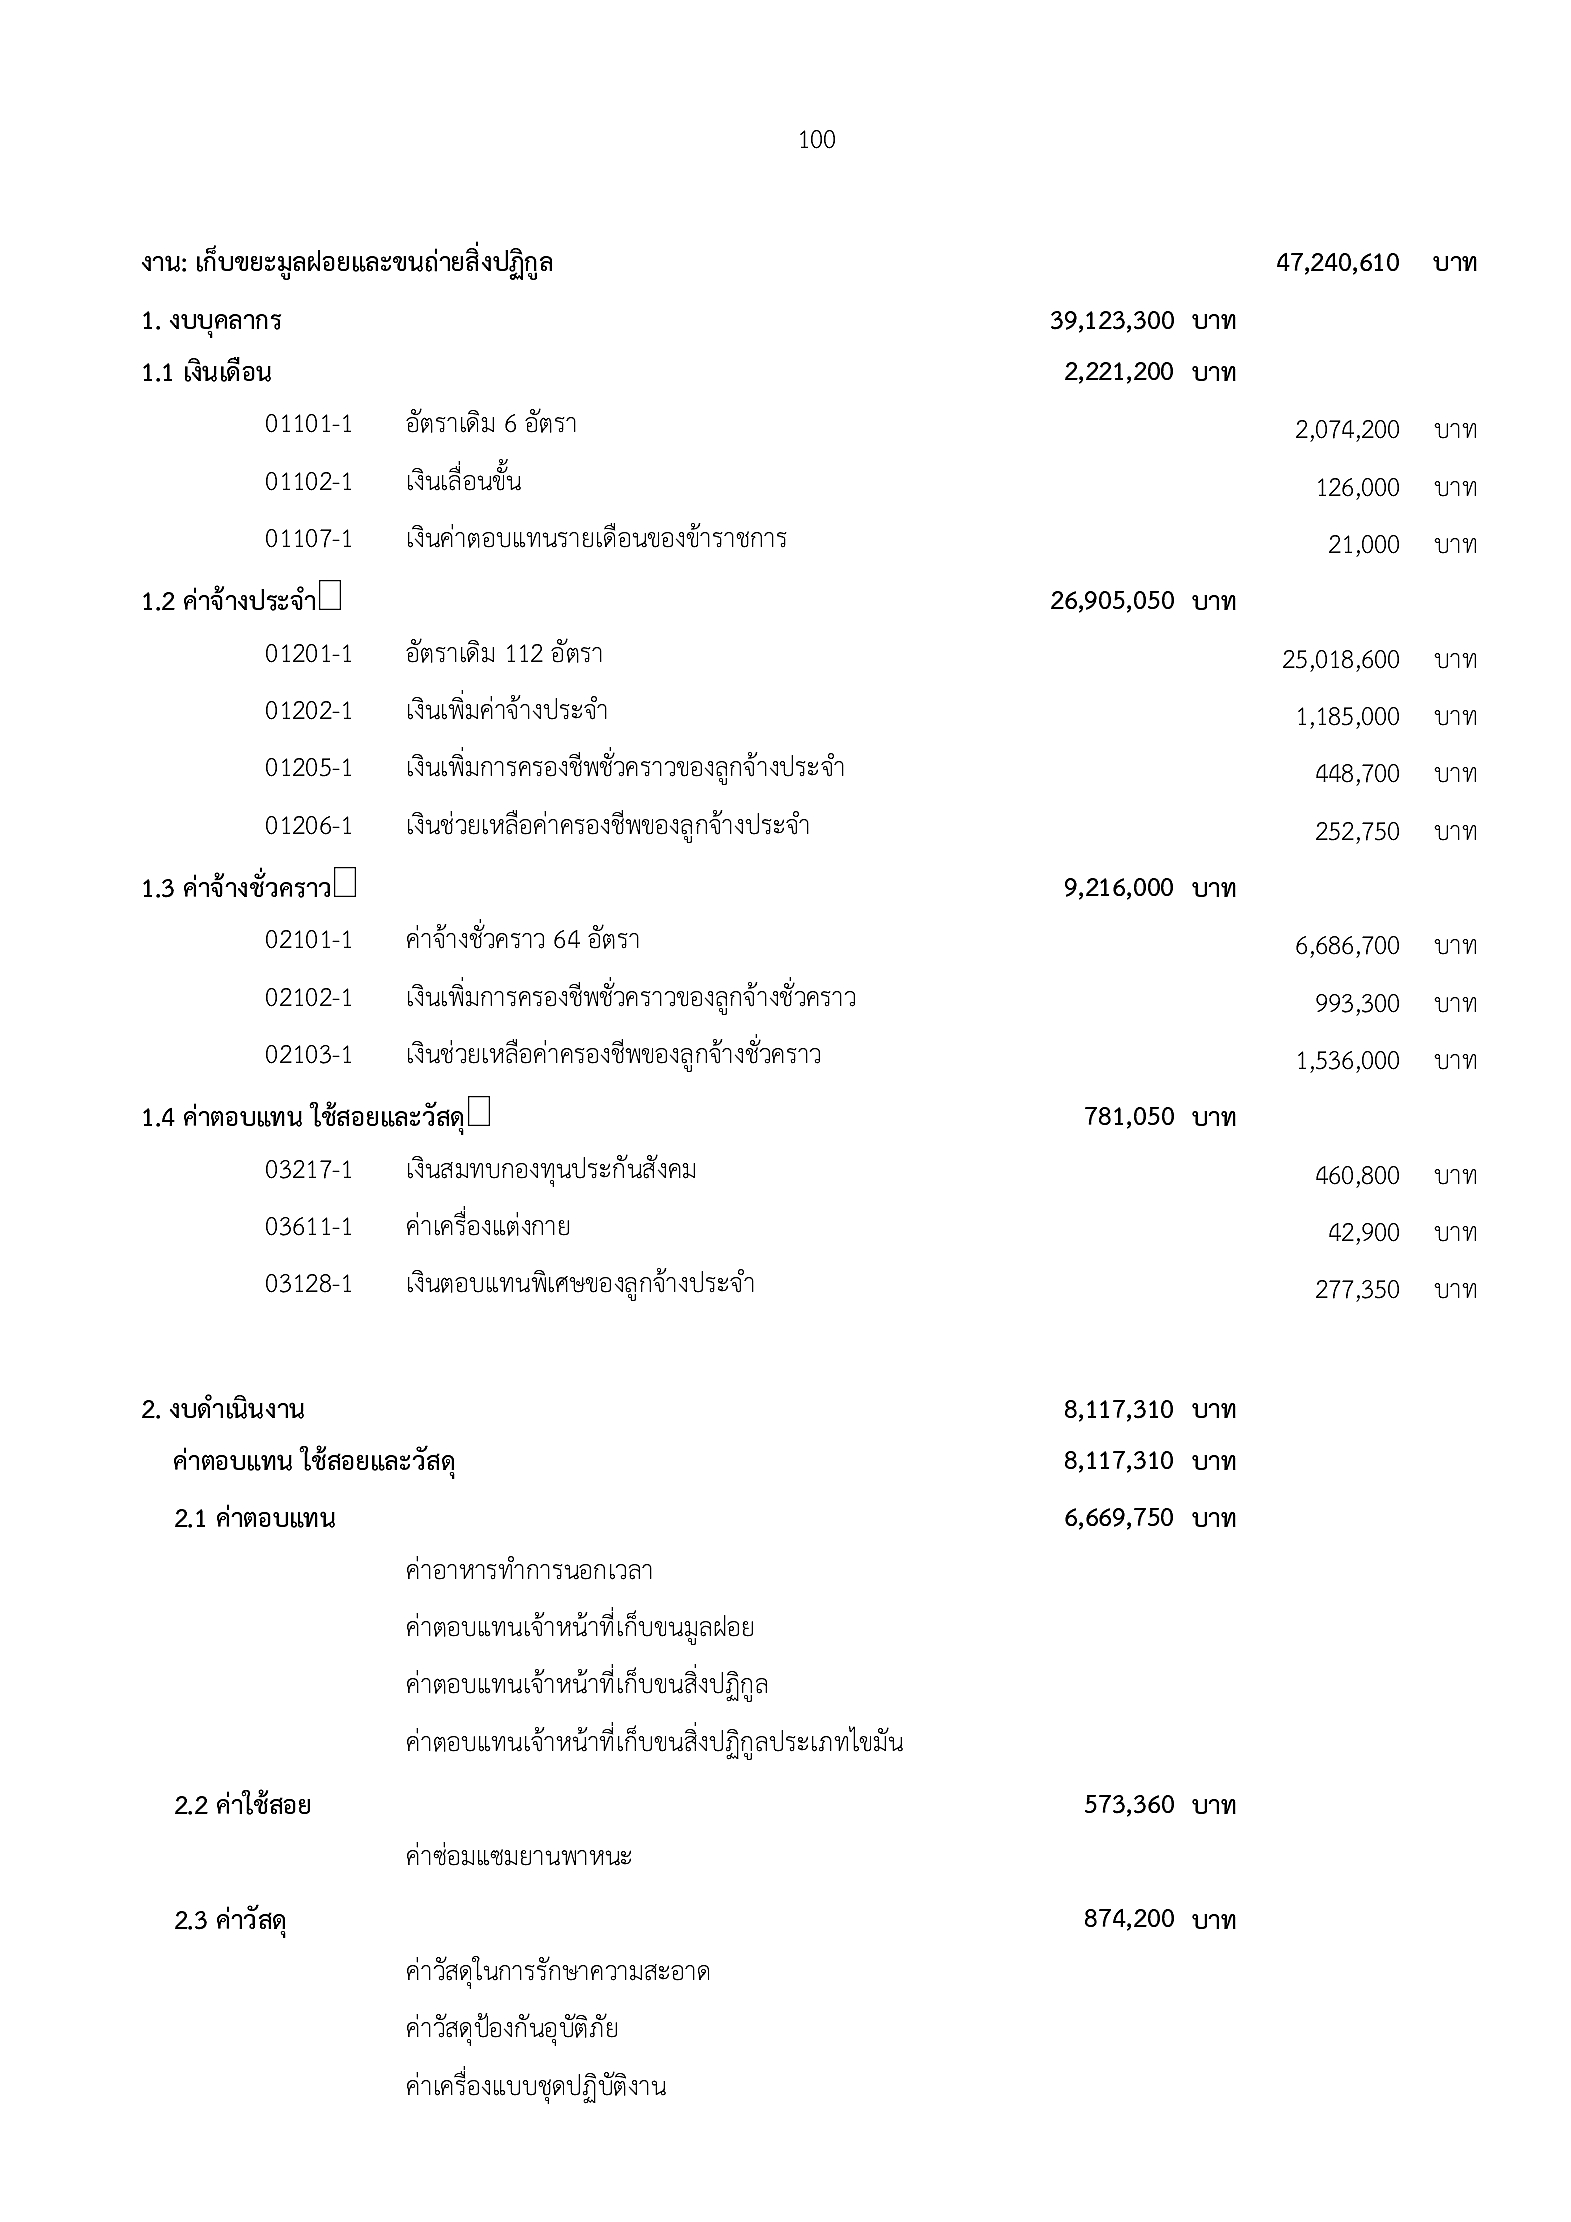 100
งาน: เก็บขยะมูลฝอยและขนถ่ายสิ่งปฏิกูล 47,240,610 บาท
1. งบบุคลากร 39,123,300 บาท
1.1 เงินเดือน 2,221,200 บาท
01101-1 อัตราเดิม 6 อัตรา 2,074,200 บาท
01102-1 เงินเลื่อนขั้น 126,000 บาท
01107-1 เงินค่าตอบแทนรายเดือนของข้าราชการ 21,000 บาท
1.2 ค่าจ้างประจำ 26,905,050 บาท
01201-1 อัตราเดิม 112 อัตรา 25,018,600 บาท
01202-1 เงินเพิ่มค่าจ้างประจำ 1,185,000 บาท
01205-1 เงินเพิ่มการครองชีพชั่วคราวของลูกจ้างประจำ 448,700 บาท
01206-1 เงินช่วยเหลือค่าครองชีพของลูกจ้างประจำ 252,750 บาท
1.3 ค่าจ้างชั่วคราว 9,216,000 บาท
02101-1 ค่าจ้างชั่วคราว 64 อัตรา 6,686,700 บาท
02102-1 เงินเพิ่มการครองชีพชั่วคราวของลูกจ้างชั่วคราว 993,300 บาท
02103-1 เงินช่วยเหลือค่าครองชีพของลูกจ้างชั่วคราว 1,536,000 บาท
1.4 ค่าตอบแทน ใช้สอยและวัสดุ 781,050 บาท
03217-1 เงินสมทบกองทุนประกันสังคม 460,800 บาท
03611-1 ค่าเครื่องแต่งกาย 42,900 บาท
03128-1 เงินตอบแทนพิเศษของลูกจ้างประจำ 277,350 บาท
2. งบดำเนินงาน 8,117,310 บาท
ค่าตอบแทน ใช้สอยและวัสดุ 8,117,310 บาท
2.1 ค่าตอบแทน 6,669,750 บาท
ค่าอาหารทำการนอกเวลา
ค่าตอบแทนเจ้าหน้าที่เก็บขนมูลฝอย
ค่าตอบแทนเจ้าหน้าที่เก็บขนสิ่งปฏิกูล
ค่าตอบแทนเจ้าหน้าที่เก็บขนสิ่งปฏิกูลประเภทไขมัน
2.2 ค่าใช้สอย 573,360 บาท
ค่าซ่อมแซมยานพาหนะ
2.3 ค่าวัสดุ 874,200 บาท
ค่าวัสดุในการรักษาความสะอาด
ค่าวัสดุป้องกันอุบัติภัย
ค่าเครื่องแบบชุดปฏิบัติงาน